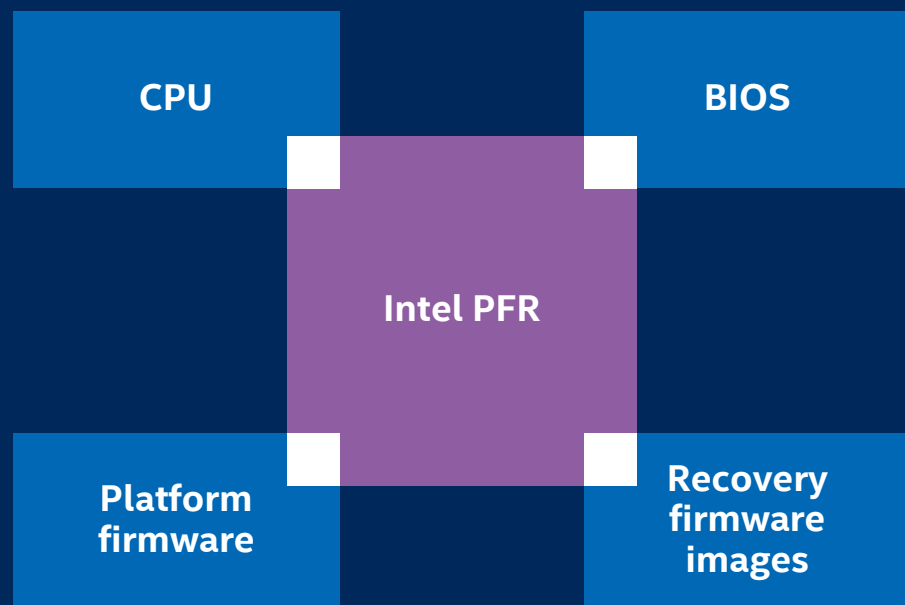 CPU
BIOS
Intel PFR
Platform
firmware
Recovery
firmware
images